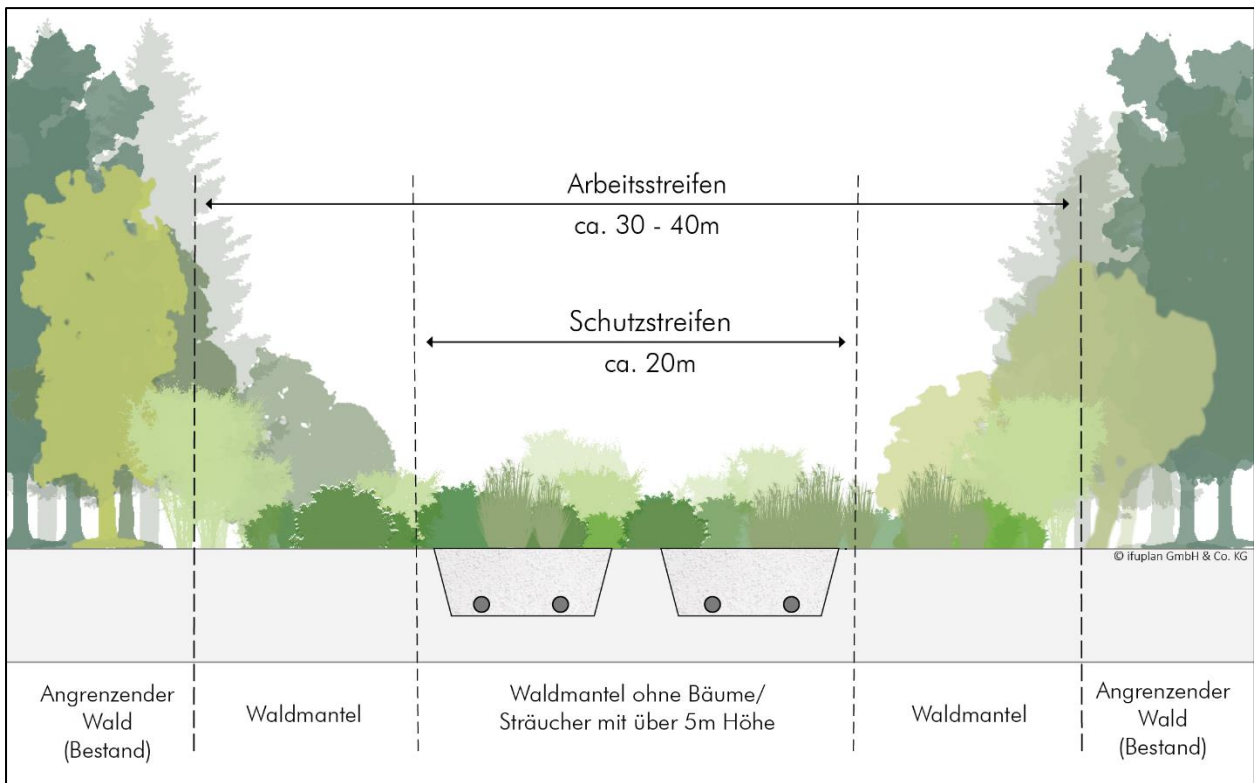 Arbeitsstreifen
ca. 30 - 40m
Schutzstreifen
ca. 20m
© ifuplan GmbH & Co. KG
Angrenzender
Wald
(Bestand)
Waldmantel
Waldmantel ohne Bäume/
Sträucher mit über 5m Höhe
Waldmantel
Angrenzender
Wald
(Bestand)